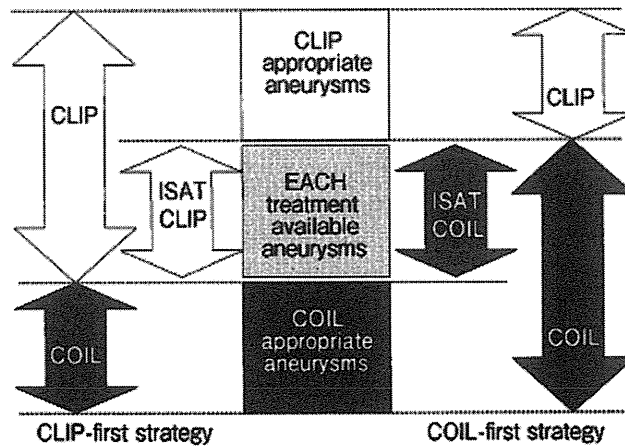 CLIP
appropriate
aneurysms
CLIP
CLIP
ISAT
CLIP
EACH
treatment
available
aneurysms
ISAT
COIL
COIL
COIL
appropriate
aneurysms
COIL
CLIP-first strategy
COIL-first strategy